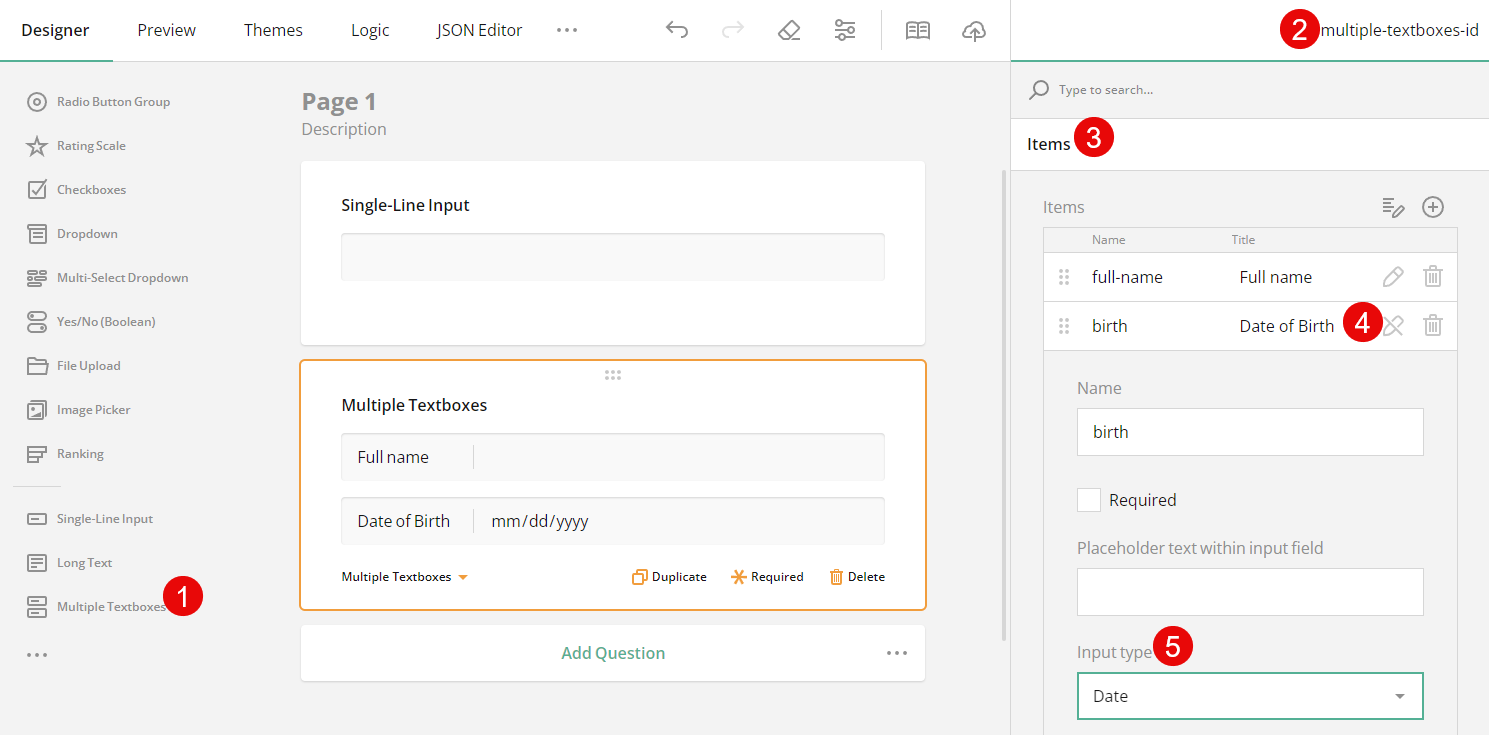 Designer Preview Themes Logic JSON Editor
2 multiple-textboxes-id
Radio Button Group
Rating Scale
Checkboxes
Dropdown
Multi-Select Dropdown
Yes/No (Boolean)
File Upload
Image Picker
Ranking
Single-Line Input
Long Text
Multiple Textboxes 1
Page 1
Description
Single-Line Input
Multiple Textboxes
Full name
Date of Birth mm/dd/yyyy
Multiple Textboxes Duplicate Required Delete
Add Question
Type to search...
Items 3
Items
Name Title
full-name Full name
birth Date of Birth 4
Name
birth
Required
Placeholder text within input field
Input type 5
Date